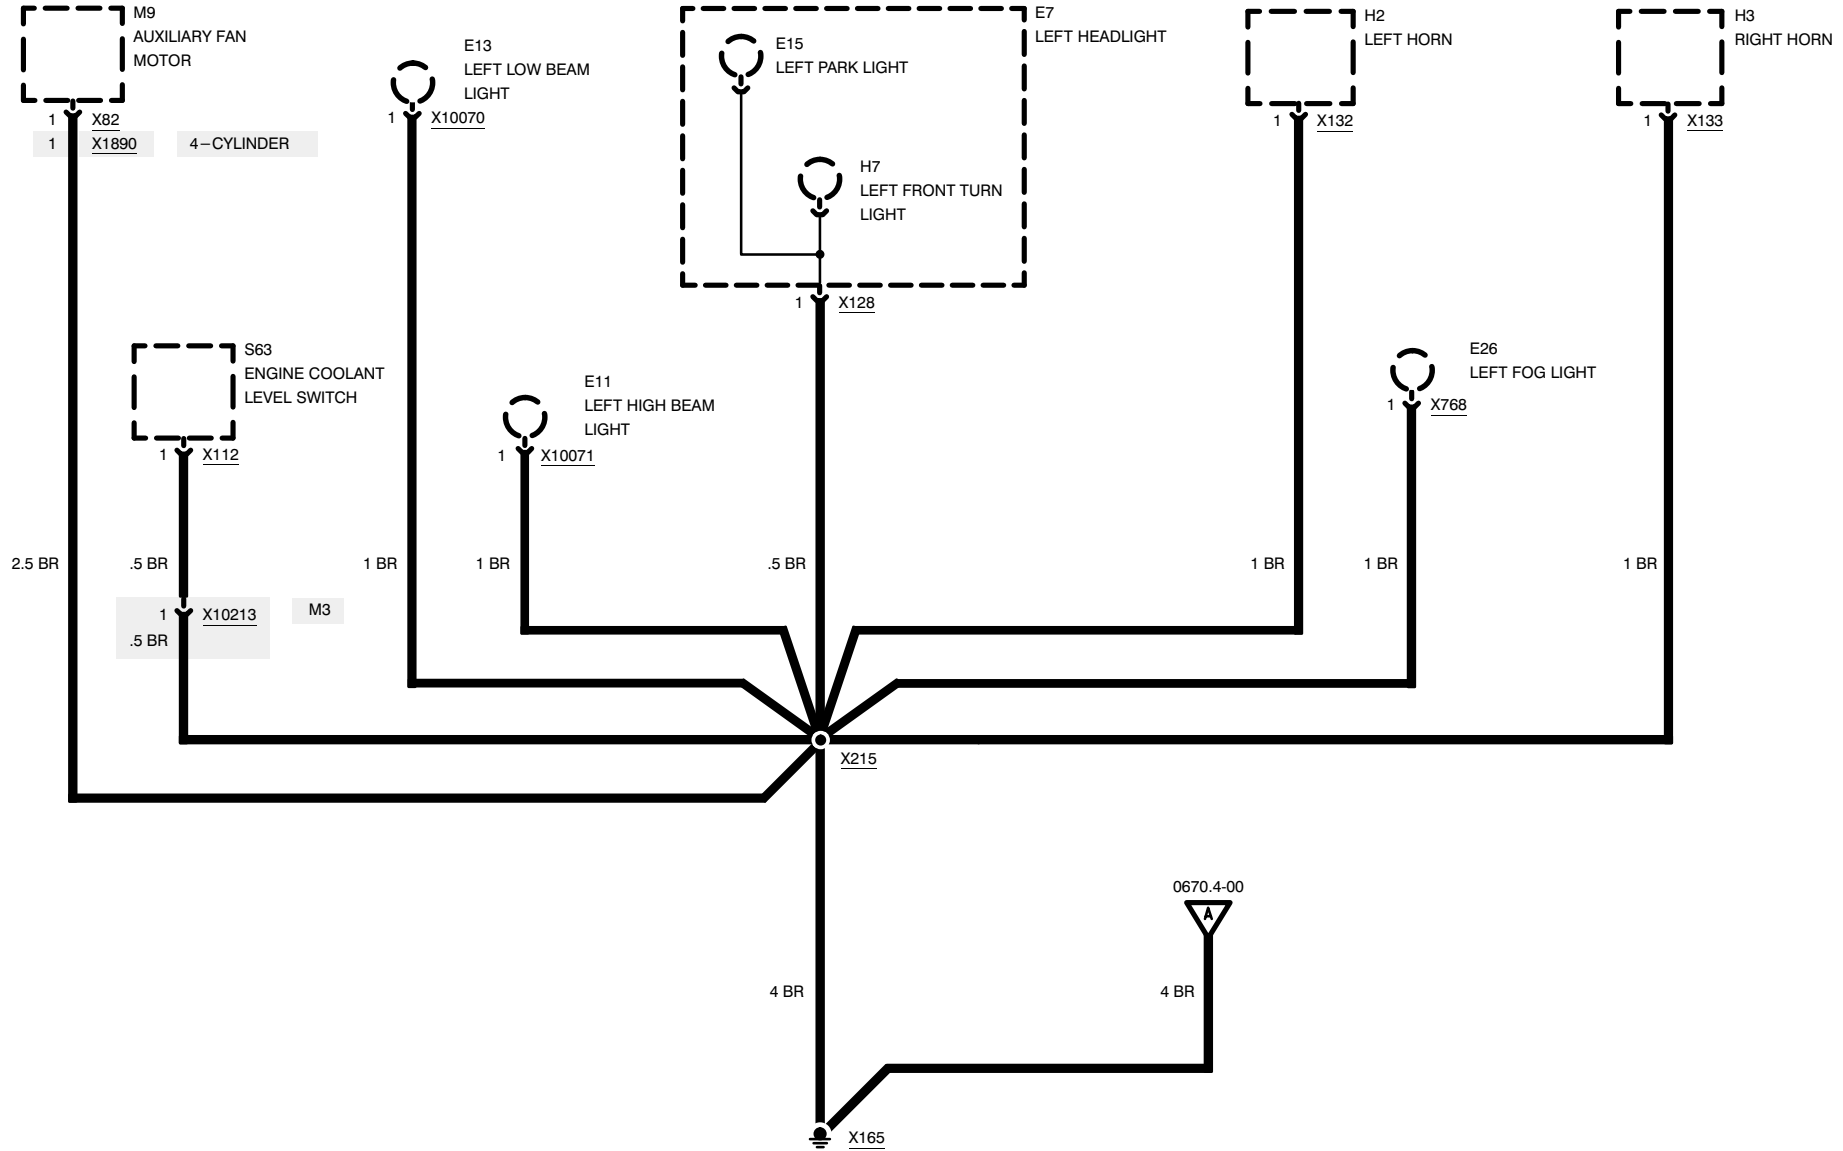 M9
AUXILIARY FAN
MOTOR
1 X82
1 X1890 4–CYLINDER
E13
LEFT LOW BEAM
LIGHT
1 X10070
E7
LEFT HEADLIGHT
E15
LEFT PARK LIGHT
H7
LEFT FRONT TURN
LIGHT
1 X128
H2
LEFT HORN
1 X132
H3
RIGHT HORN
1 X133
S63
ENGINE COOLANT
LEVEL SWITCH
1 X112
E11
LEFT HIGH BEAM
LIGHT
1 X10071
E26
LEFT FOG LIGHT
1 X768
2.5 BR
.5 BR
1 BR
1 BR
.5 BR
1 BR
1 BR
1 BR
1 X10213 M3
.5 BR
X215
0670.4-00
A
4 BR
4 BR
X165